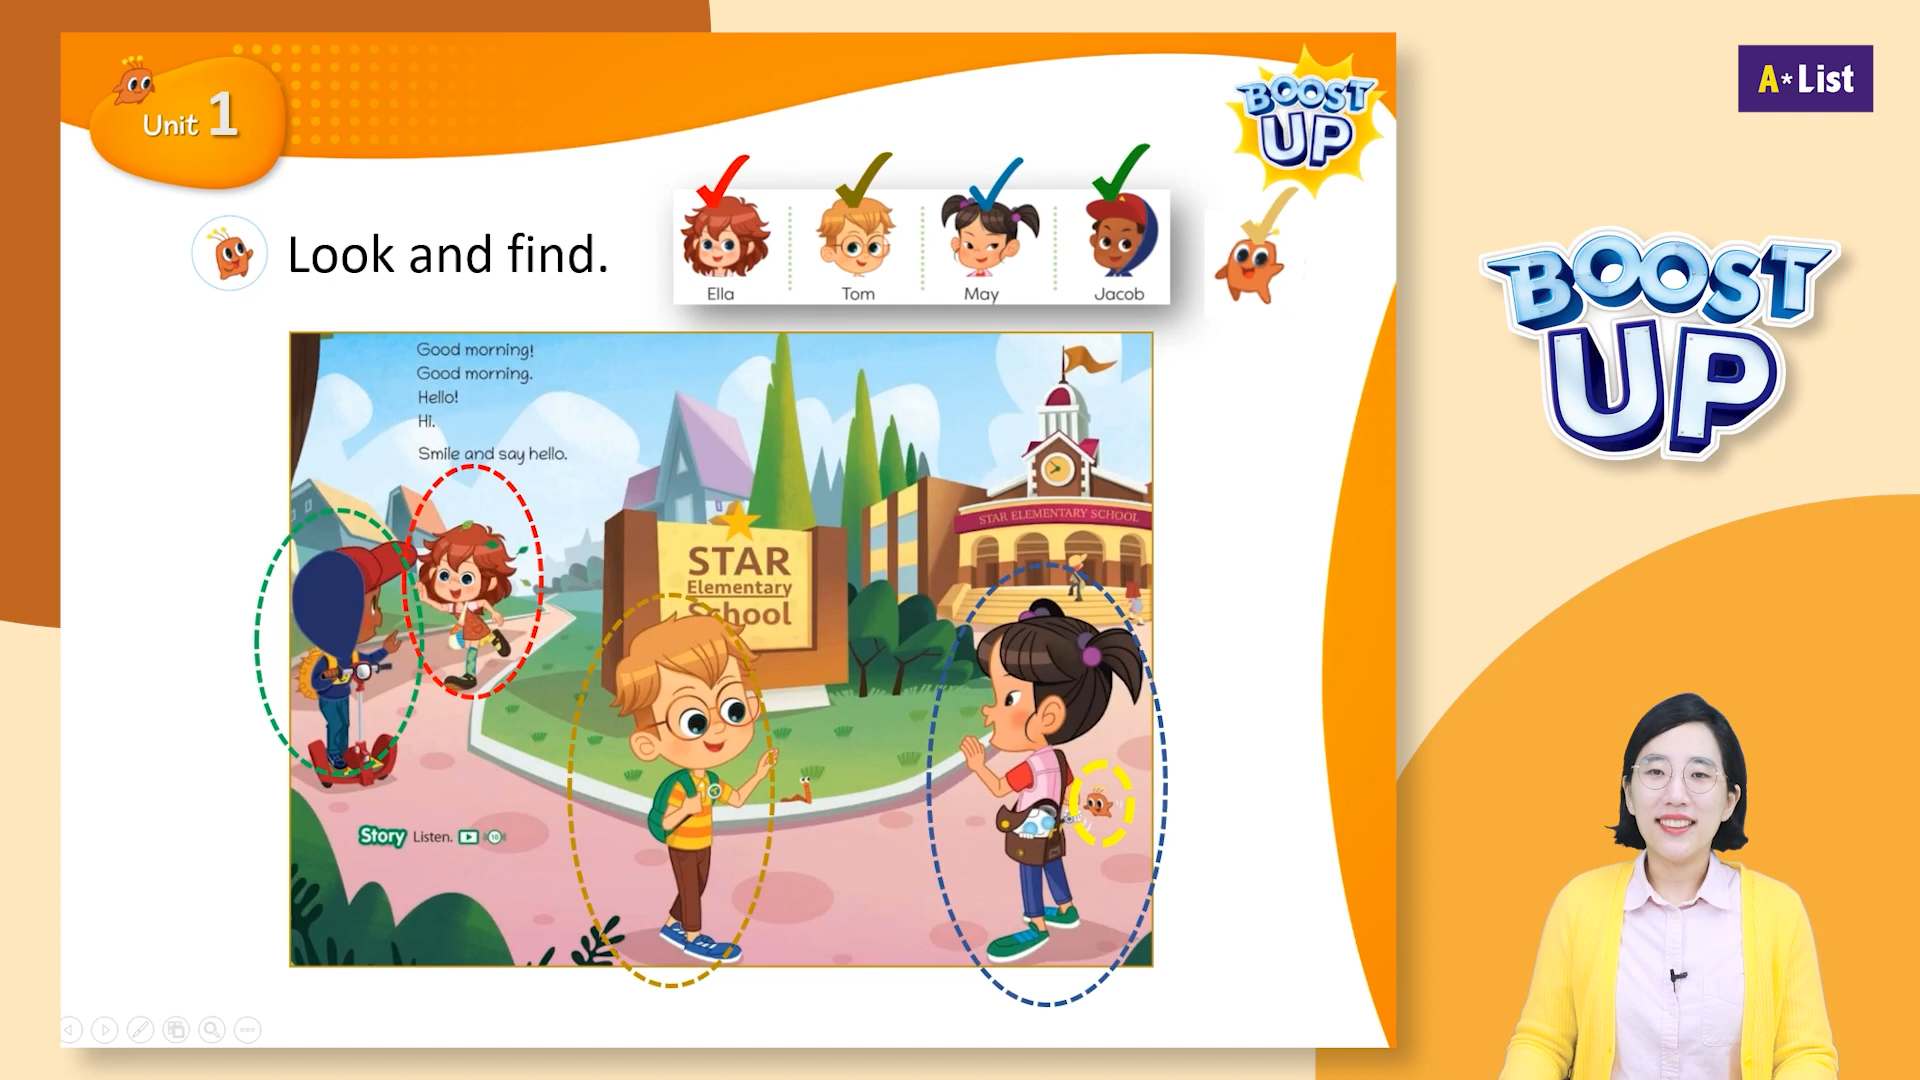 Unit 1
BOOST UP
A*List
Look and find.
Ella
Tom
May
Jacob
BOOST UP
Good morning!
Good morning.
Hello!
Hi.
Smile and say hello.
STAR ELEMENTARY SCHOOL
STAR
Elementary
School
Story Listen. 10